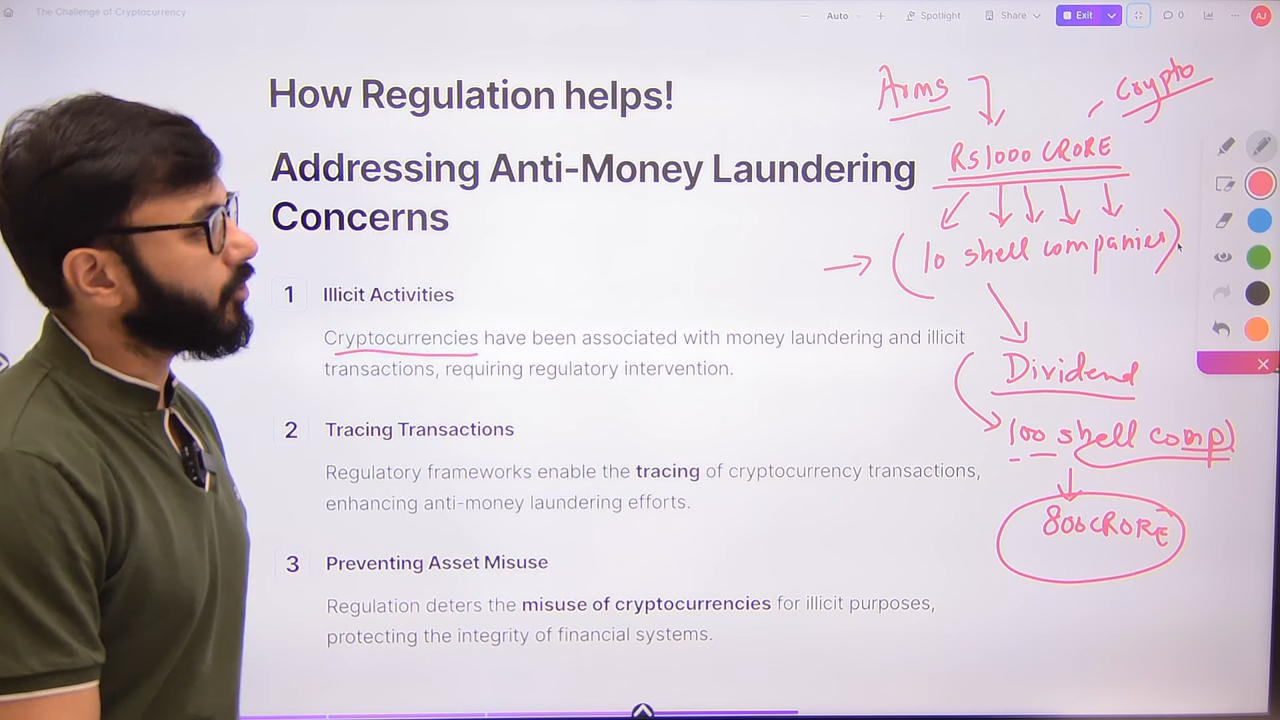 The Challenge of Cryptocurrency
Auto
Spotlight
Share
Exit
0
AJ
How Regulation helps!
Addressing Anti-Money Laundering
Concerns
1 Illicit Activities
Cryptocurrencies have been associated with money laundering and illicit
transactions, requiring regulatory intervention.
2 Tracing Transactions
Regulatory frameworks enable the tracing of cryptocurrency transactions,
enhancing anti-money laundering efforts.
3 Preventing Asset Misuse
Regulation deters the misuse of cryptocurrencies for illicit purposes,
protecting the integrity of financial systems.
Arms
Crypto
Rs1000 CRORE
(10 shell companies)
Dividend
100 shell comp)
800CRORE